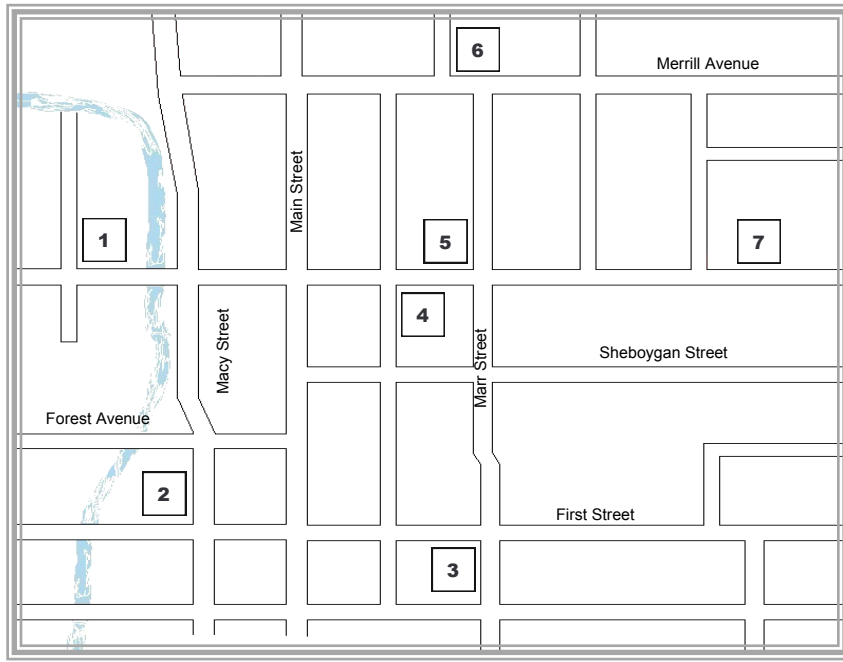 6
Merrill Avenue
Main Street
1
5
7
4
Macy Street
Marr Street
Sheboygan Street
Forest Avenue
2
First Street
3